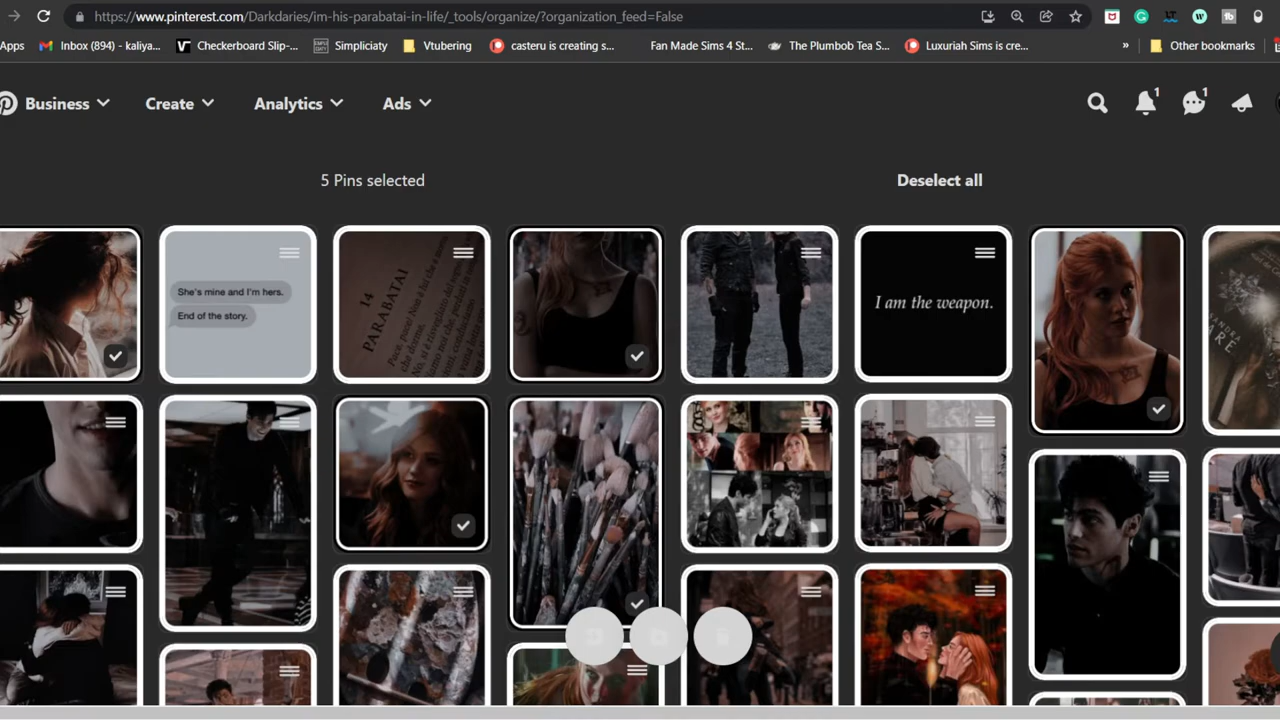 https://www.pinterest.com/Darkdaries/im-his-parabatai-in-life/_tools/organize/?organization_feed=False
Apps
Inbox (894) - kaliya...
Checkerboard Slip-...
Simpliciaty
Vtubering
casteru is creating s...
Fan Made Sims 4 St...
The Plumbob Tea S...
Luxuriah Sims is cre...
»
Other bookmarks
Business
Create
Analytics
Ads
1
1
5 Pins selected
Deselect all
She's mine and I'm hers.
End of the story.
14
PARABATAI
I am the weapon.